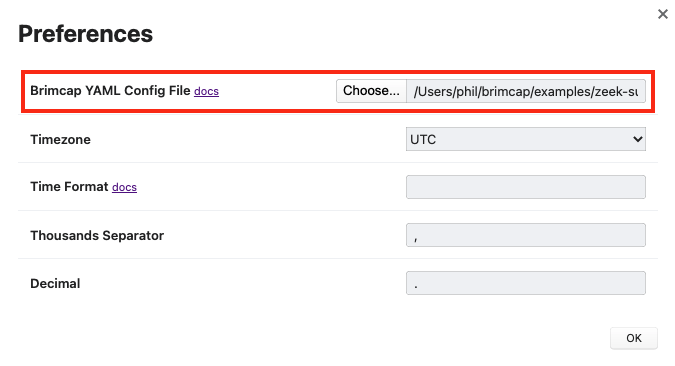 Preferences
Brimcap YAML Config File docs Choose... /Users/phil/brimcap/examples/zeek-su
Timezone UTC
Time Format docs
Thousands Separator ,
Decimal .
OK